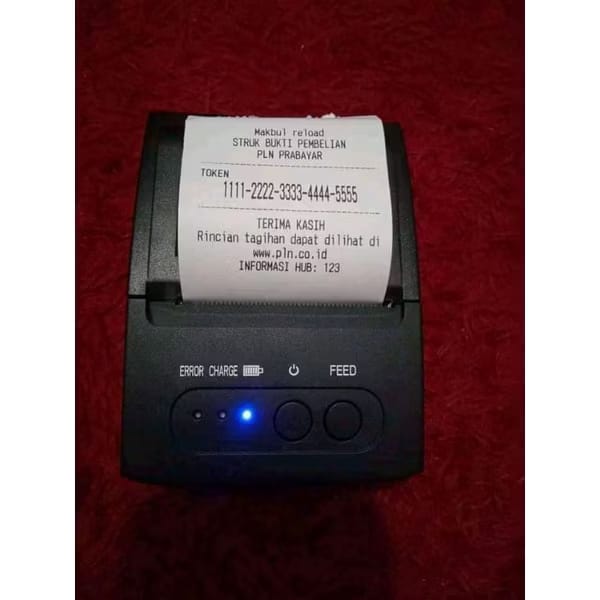 Makbul reload
STRUK BUKTI PEMBELIAN
PLN PRABAYAR
TOKEN
1111-2222-3333-4444-5555
TERIMA KASIH
Rincian tagihan dapat dilihat di
www.pln.co.id
INFORMASI HUB: 123
ERROR CHARGE FEED